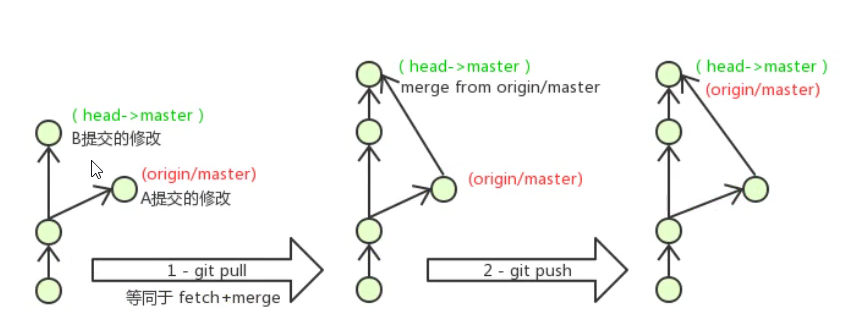 ( head->master )
B提交的修改
(origin/master)
A提交的修改
1 - git pull
等同于 fetch+merge
( head->master )
merge from origin/master
(origin/master)
2 - git push
( head->master )
(origin/master)